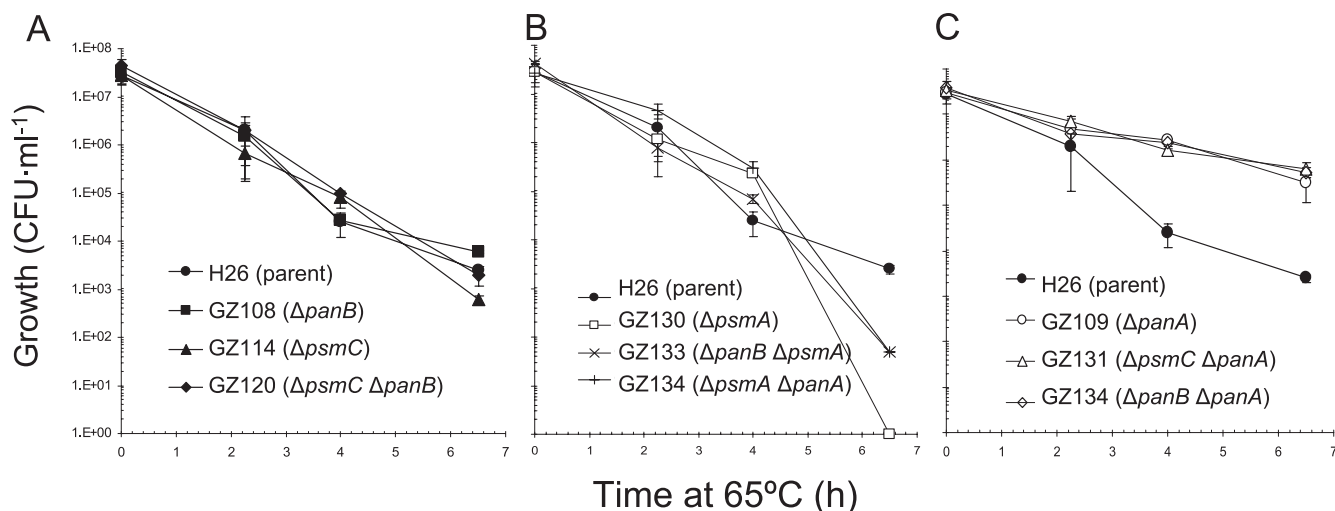 A
B
C
Growth (CFU·ml-1)
1.E+08
1.E+07
1.E+06
1.E+05
1.E+04
1.E+03
1.E+02
1.E+01
1.E+00
H26 (parent)
GZ108 (ΔpanB)
GZ114 (ΔpsmC)
GZ120 (ΔpsmC ΔpanB)
0 1 2 3 4 5 6 7
H26 (parent)
GZ130 (ΔpsmA)
GZ133 (ΔpanB ΔpsmA)
GZ134 (ΔpsmA ΔpanA)
0 1 2 3 4 5 6 7
H26 (parent)
GZ109 (ΔpanA)
GZ131 (ΔpsmC ΔpanA)
GZ134 (ΔpanB ΔpanA)
0 1 2 3 4 5 6 7
Time at 65ºC (h)